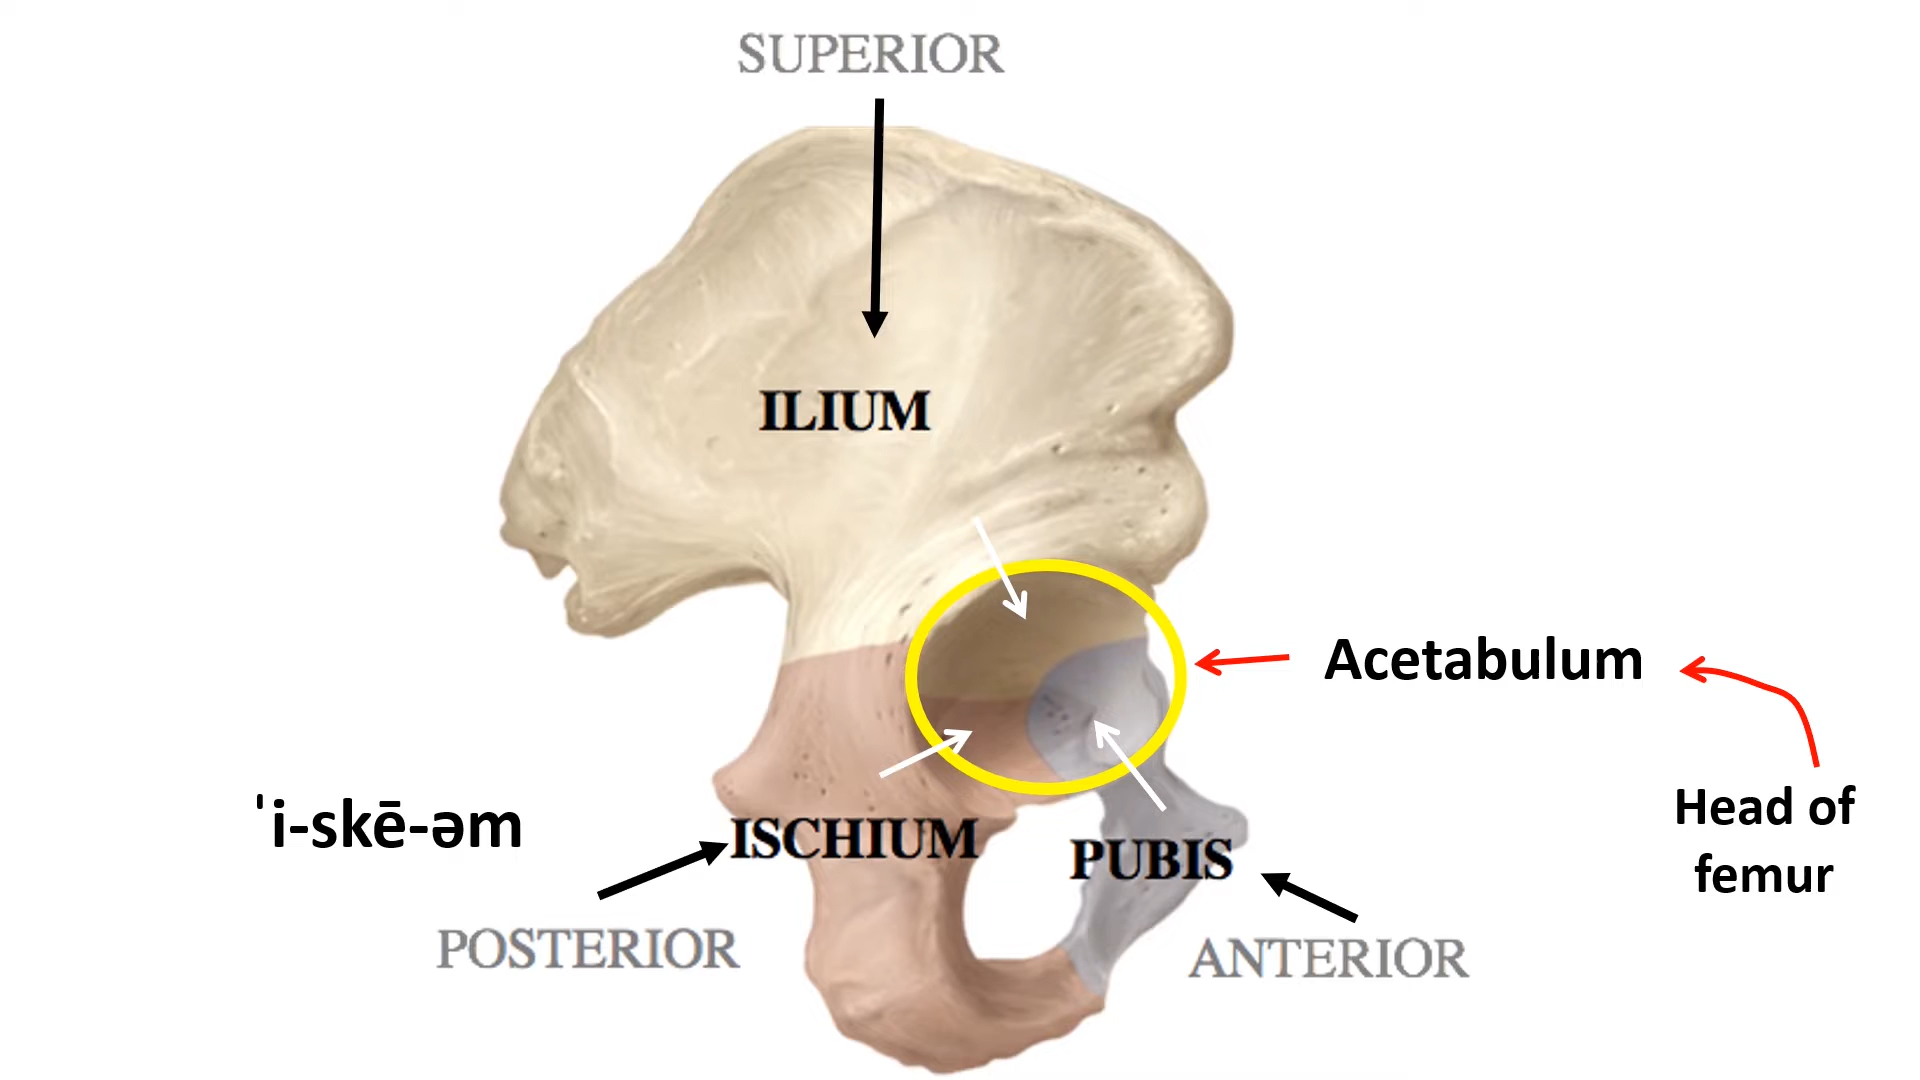 SUPERIOR
ILIUM
Acetabulum
Head of
femur
ˈi-skē-əm
ISCHIUM
PUBIS
POSTERIOR
ANTERIOR